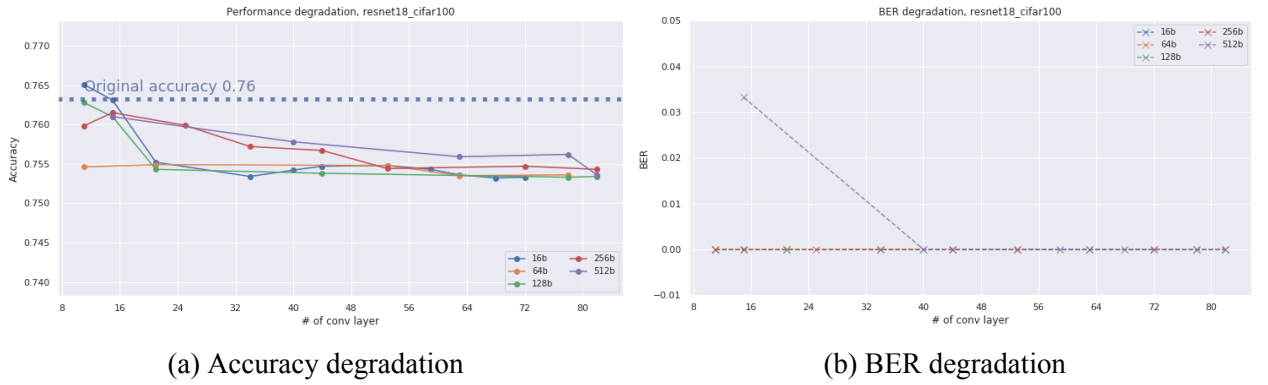 Performance degradation, resnet18_cifar100
0.770
0.765
0.760
0.755
0.750
0.745
0.740
Accuracy
Original accuracy 0.76
16b
64b
128b
256b
512b
8 16 24 32 40 48 56 64 72 80
# of conv layer
(a) Accuracy degradation
BER degradation, resnet18_cifar100
0.05
0.04
0.03
0.02
0.01
0.00
−0.01
BER
16b
64b
128b
256b
512b
8 16 24 32 40 48 56 64 72 80
# of conv layer
(b) BER degradation